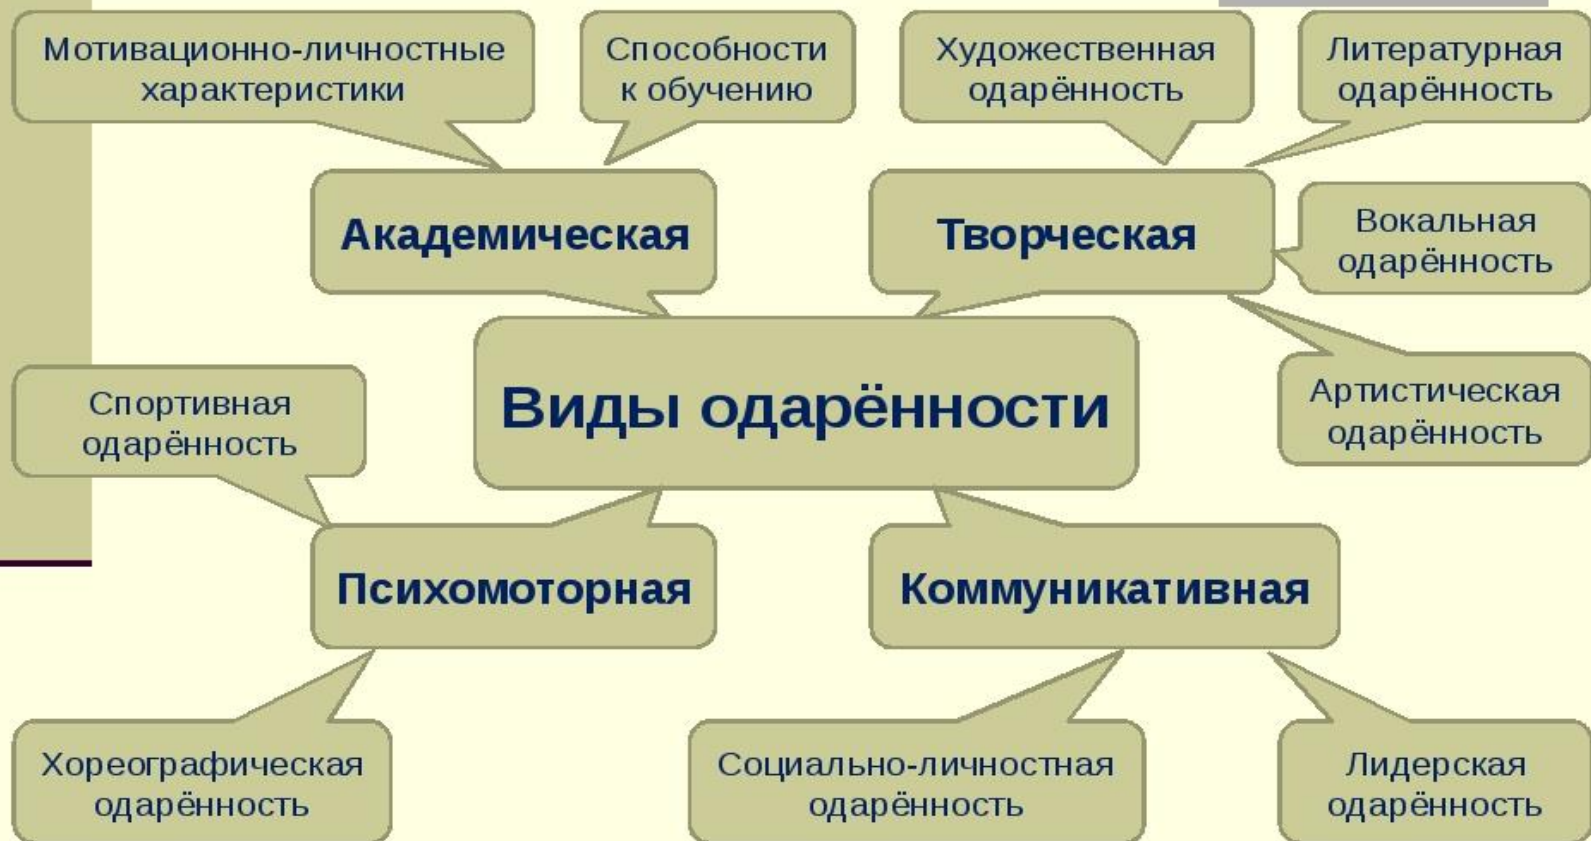 Мотивационно-личностные
характеристики
Способности
к обучению
Художественная
одарённость
Литературная
одарённость
Академическая
Творческая
Вокальная
одарённость
Виды одарённости
Спортивная
одарённость
Артистическая
одарённость
Психомоторная
Коммуникативная
Хореографическая
одарённость
Социально-личностная
одарённость
Лидерская
одарённость